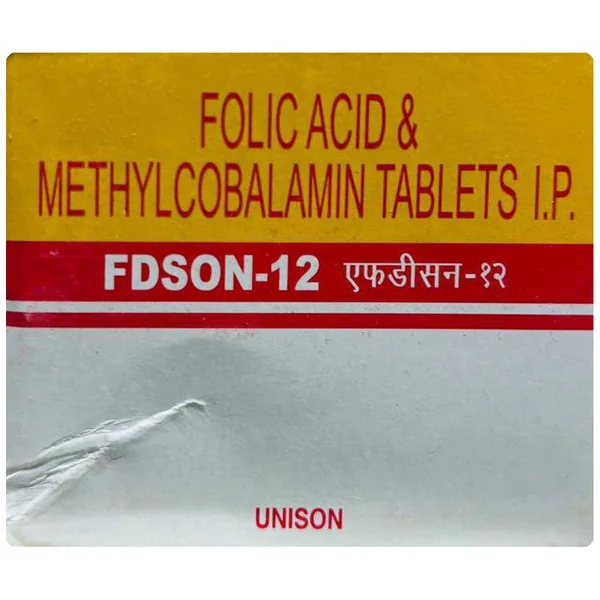 FOLIC ACID &
METHYLCOBALAMIN TABLETS I.P.
FDSON-12 एफडीसन-१२
UNISON